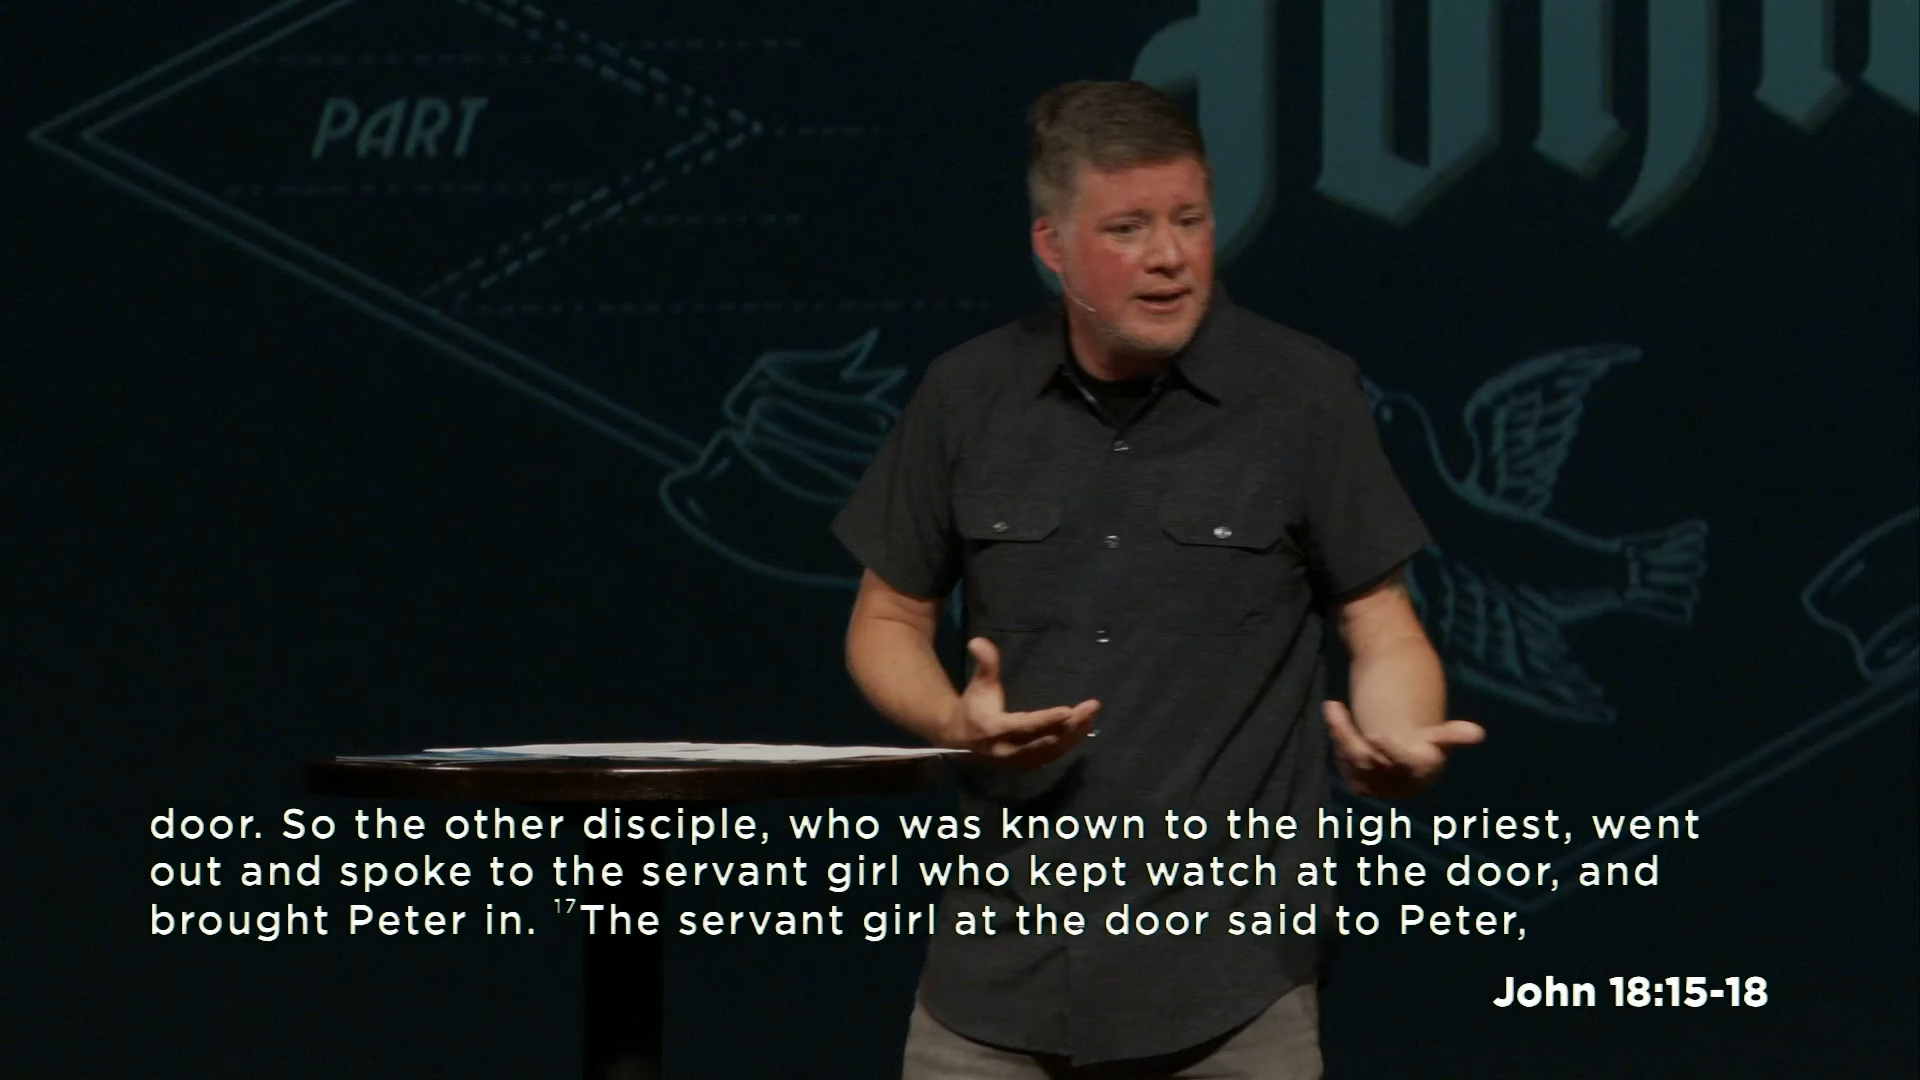 PART
door. So the other disciple, who was known to the high priest, went
out and spoke to the servant girl who kept watch at the door, and
brought Peter in. ¹⁷The servant girl at the door said to Peter,
John 18:15-18